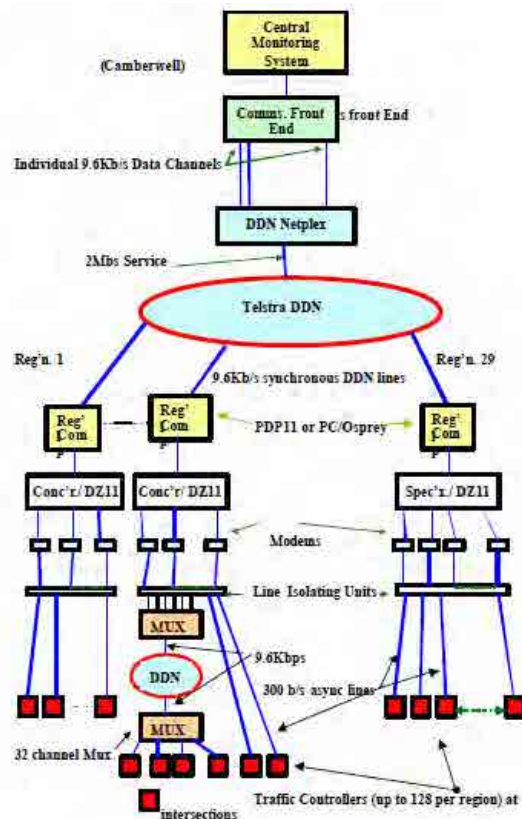 Central
Monitoring
System
(Camberwell)
Comms. Front
End
s front End
Individual 9.6Kb/s Data Channels
DDN Netplex
2Mbs Service
Telstra DDN
Reg'n. 1
Reg'n. 29
9.6Kb/s synchronous DDN lines
Reg'
Comp
Reg'
Comp
Reg'
Comp
PDP11 or PC/Osprey
Conc'r./ DZ11
Conc'r/ DZ11
Spec'x./ DZ11
Modems
Line Isolating Units
MUX
DDN
9.6Kbps
300 b/s async lines
MUX
32 channel Mux
Traffic Controllers (up to 128 per region) at
intersections